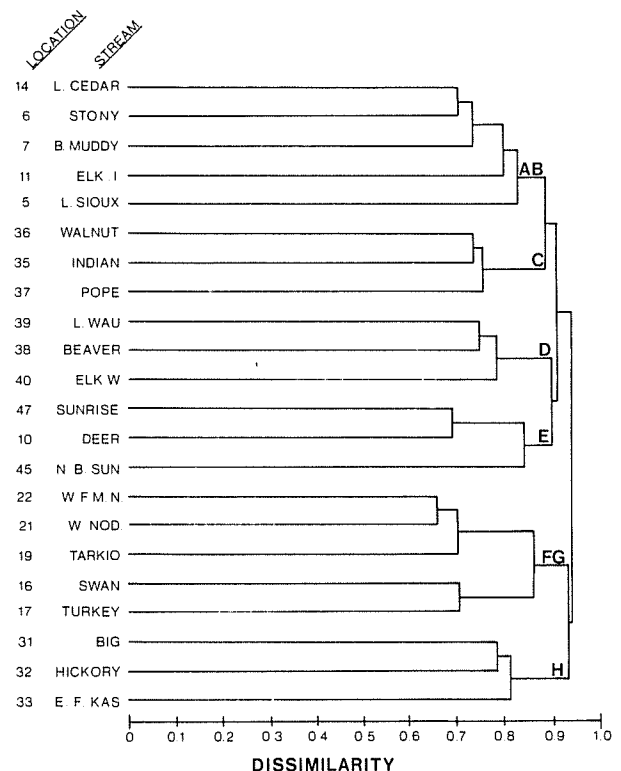 LOCATION STREAM
14 L. CEDAR
6 STONY
7 B. MUDDY
11 ELK . I
5 L. SIOUX
AB
36 WALNUT
35 INDIAN
C
37 POPE
39 L. WAU
38 BEAVER
D
40 ELK W
47 SUNRISE
10 DEER
E
45 N B. SUN
22 W F M. N.
21 W NOD.
19 TARKIO
FG
16 SWAN
17 TURKEY
31 BIG
32 HICKORY
H
33 E. F. KAS
0 0.1 0.2 0.3 0.4 0.5 0.6 0.7 0.8 0.9 1.0
DISSIMILARITY